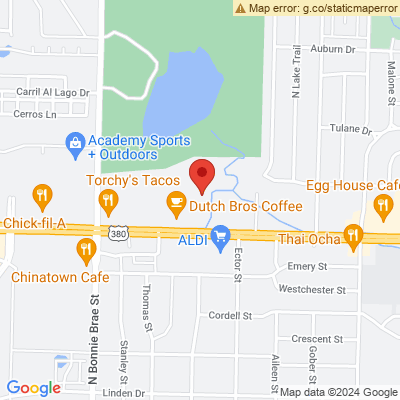 Map error: g.co/staticmaperror
Auburn Dr
N Lake Trail
Malone St
Carril Al Lago Dr
Cerros Ln
Tulane Dr
Academy Sports
+ Outdoors
Torchy's Tacos
Egg House Cafe
Chick-fil-A
Dutch Bros Coffee
380
ALDI
Thai Ocha
Chinatown Cafe
Ector St
Emery St
Westchester St
N Bonnie Brae St
Thomas St
Cordell St
Stanley St
Crescent St
Aileen St
Gober St
Linden Dr
Google
Map data ©2024 Google